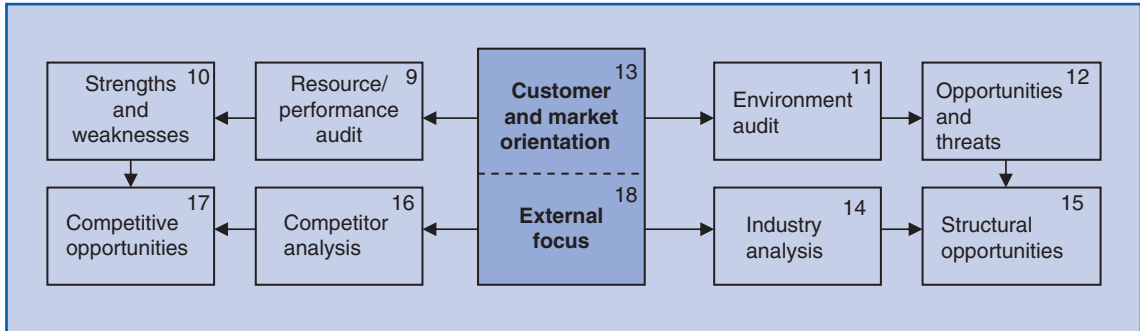 10
Strengths
and
weaknesses
9
Resource/
performance
audit
13
Customer
and market
orientation
11
Environment
audit
12
Opportunities
and
threats
17
Competitive
opportunities
16
Competitor
analysis
18
External
focus
14
Industry
analysis
15
Structural
opportunities